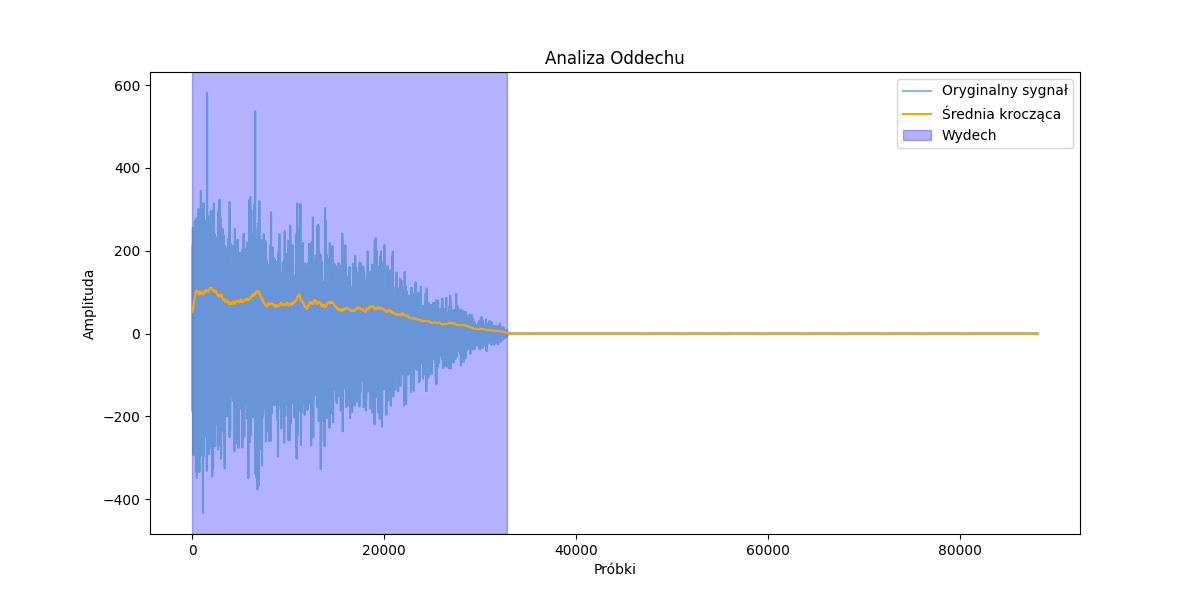 Analiza Oddechu
Oryginalny sygnał
Średnia krocząca
Wydech
Amplituda
600
400
200
0
−200
−400
0
20000
40000
60000
80000
Próbki